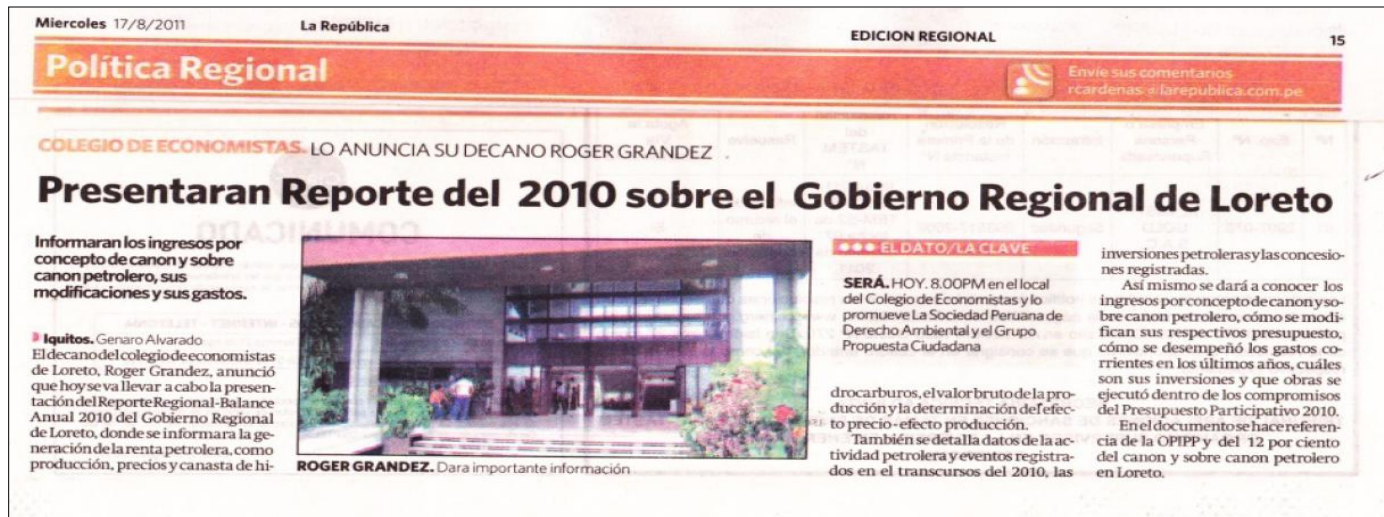 Miercoles 17/8/2011
La República
EDICION REGIONAL
15
Política Regional
Envíe sus comentarios
rcardenas@larepublica.com.pe
COLEGIO DE ECONOMISTAS. LO ANUNCIA SU DECANO ROGER GRANDEZ
Presentaran Reporte del 2010 sobre el Gobierno Regional de Loreto
Informaran los ingresos por
concepto de canon y sobre
canon petrolero, sus
modificaciones y sus gastos.
Iquitos. Genaro Alvarado
El decano del colegio de economistas
de Loreto, Roger Grandez, anunció
que hoy se va llevar a cabo la presen-
tación del Reporte Regional-Balance
Anual 2010 del Gobierno Regional
de Loreto, donde se informara la ge-
neración de la renta petrolera, como
producción, precios y canasta de hi-
ROGER GRANDEZ. Dara importante información
EL DATO/LA CLAVE
SERÁ. HOY. 8.00PM en el local
del Colegio de Economistas y lo
promueve La Sociedad Peruana de
Derecho Ambiental y el Grupo
Propuesta Ciudadana
drocarburos, el valor bruto de la pro-
ducción y la determinación del efec-
to precio-efecto producción.
También se detalla datos de la ac-
tividad petrolera y eventos registra-
dos en el transcursos del 2010, las
inversiones petroleras y las concesio-
nes registradas.
Así mismo se dará a conocer los
ingresos por concepto de canon y so-
bre canon petrolero, cómo se modi-
fican sus respectivos presupuesto,
cómo se desempeñó los gastos co-
rrientes en los últimos años, cuáles
son sus inversiones y que obras se
ejecutó dentro de los compromisos
del Presupuesto Participativo 2010.
En el documento se hace referen-
cia de la OPIPP y del 12 por ciento
del canon y sobre canon petrolero
en Loreto.